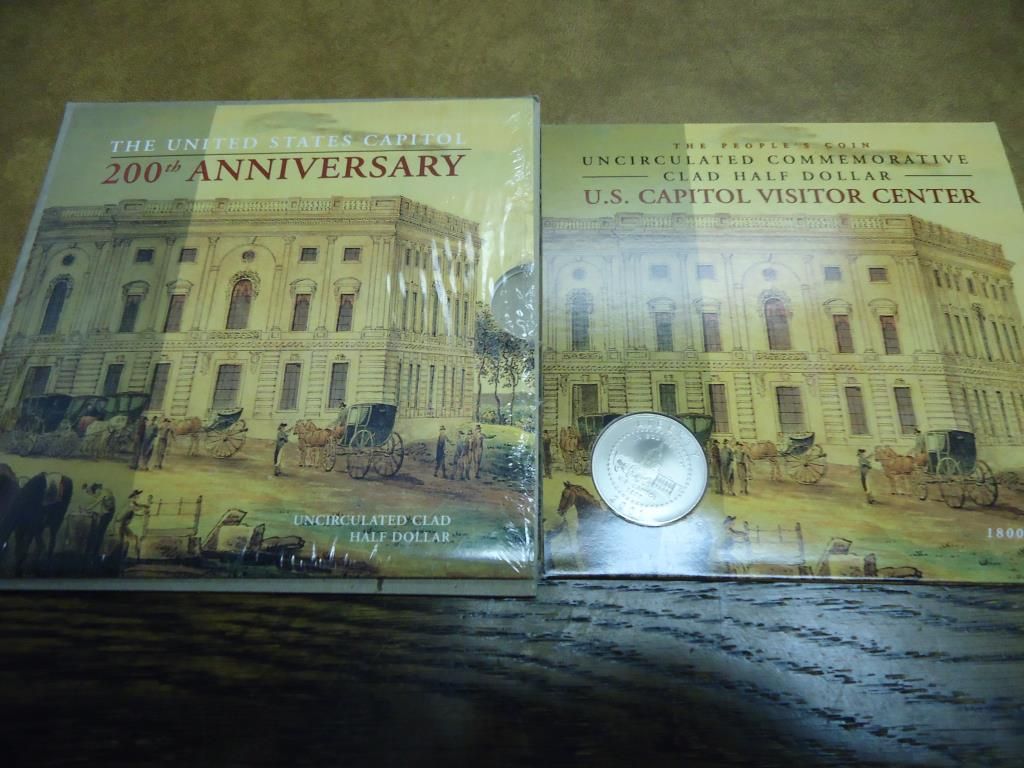 THE UNITED STATES CAPITOL
200th ANNIVERSARY
UNCIRCULATED CLAD
HALF DOLLAR
THE PEOPLE'S COIN
UNCIRCULATED COMMEMORATIVE
CLAD HALF DOLLAR
U.S. CAPITOL VISITOR CENTER
1800